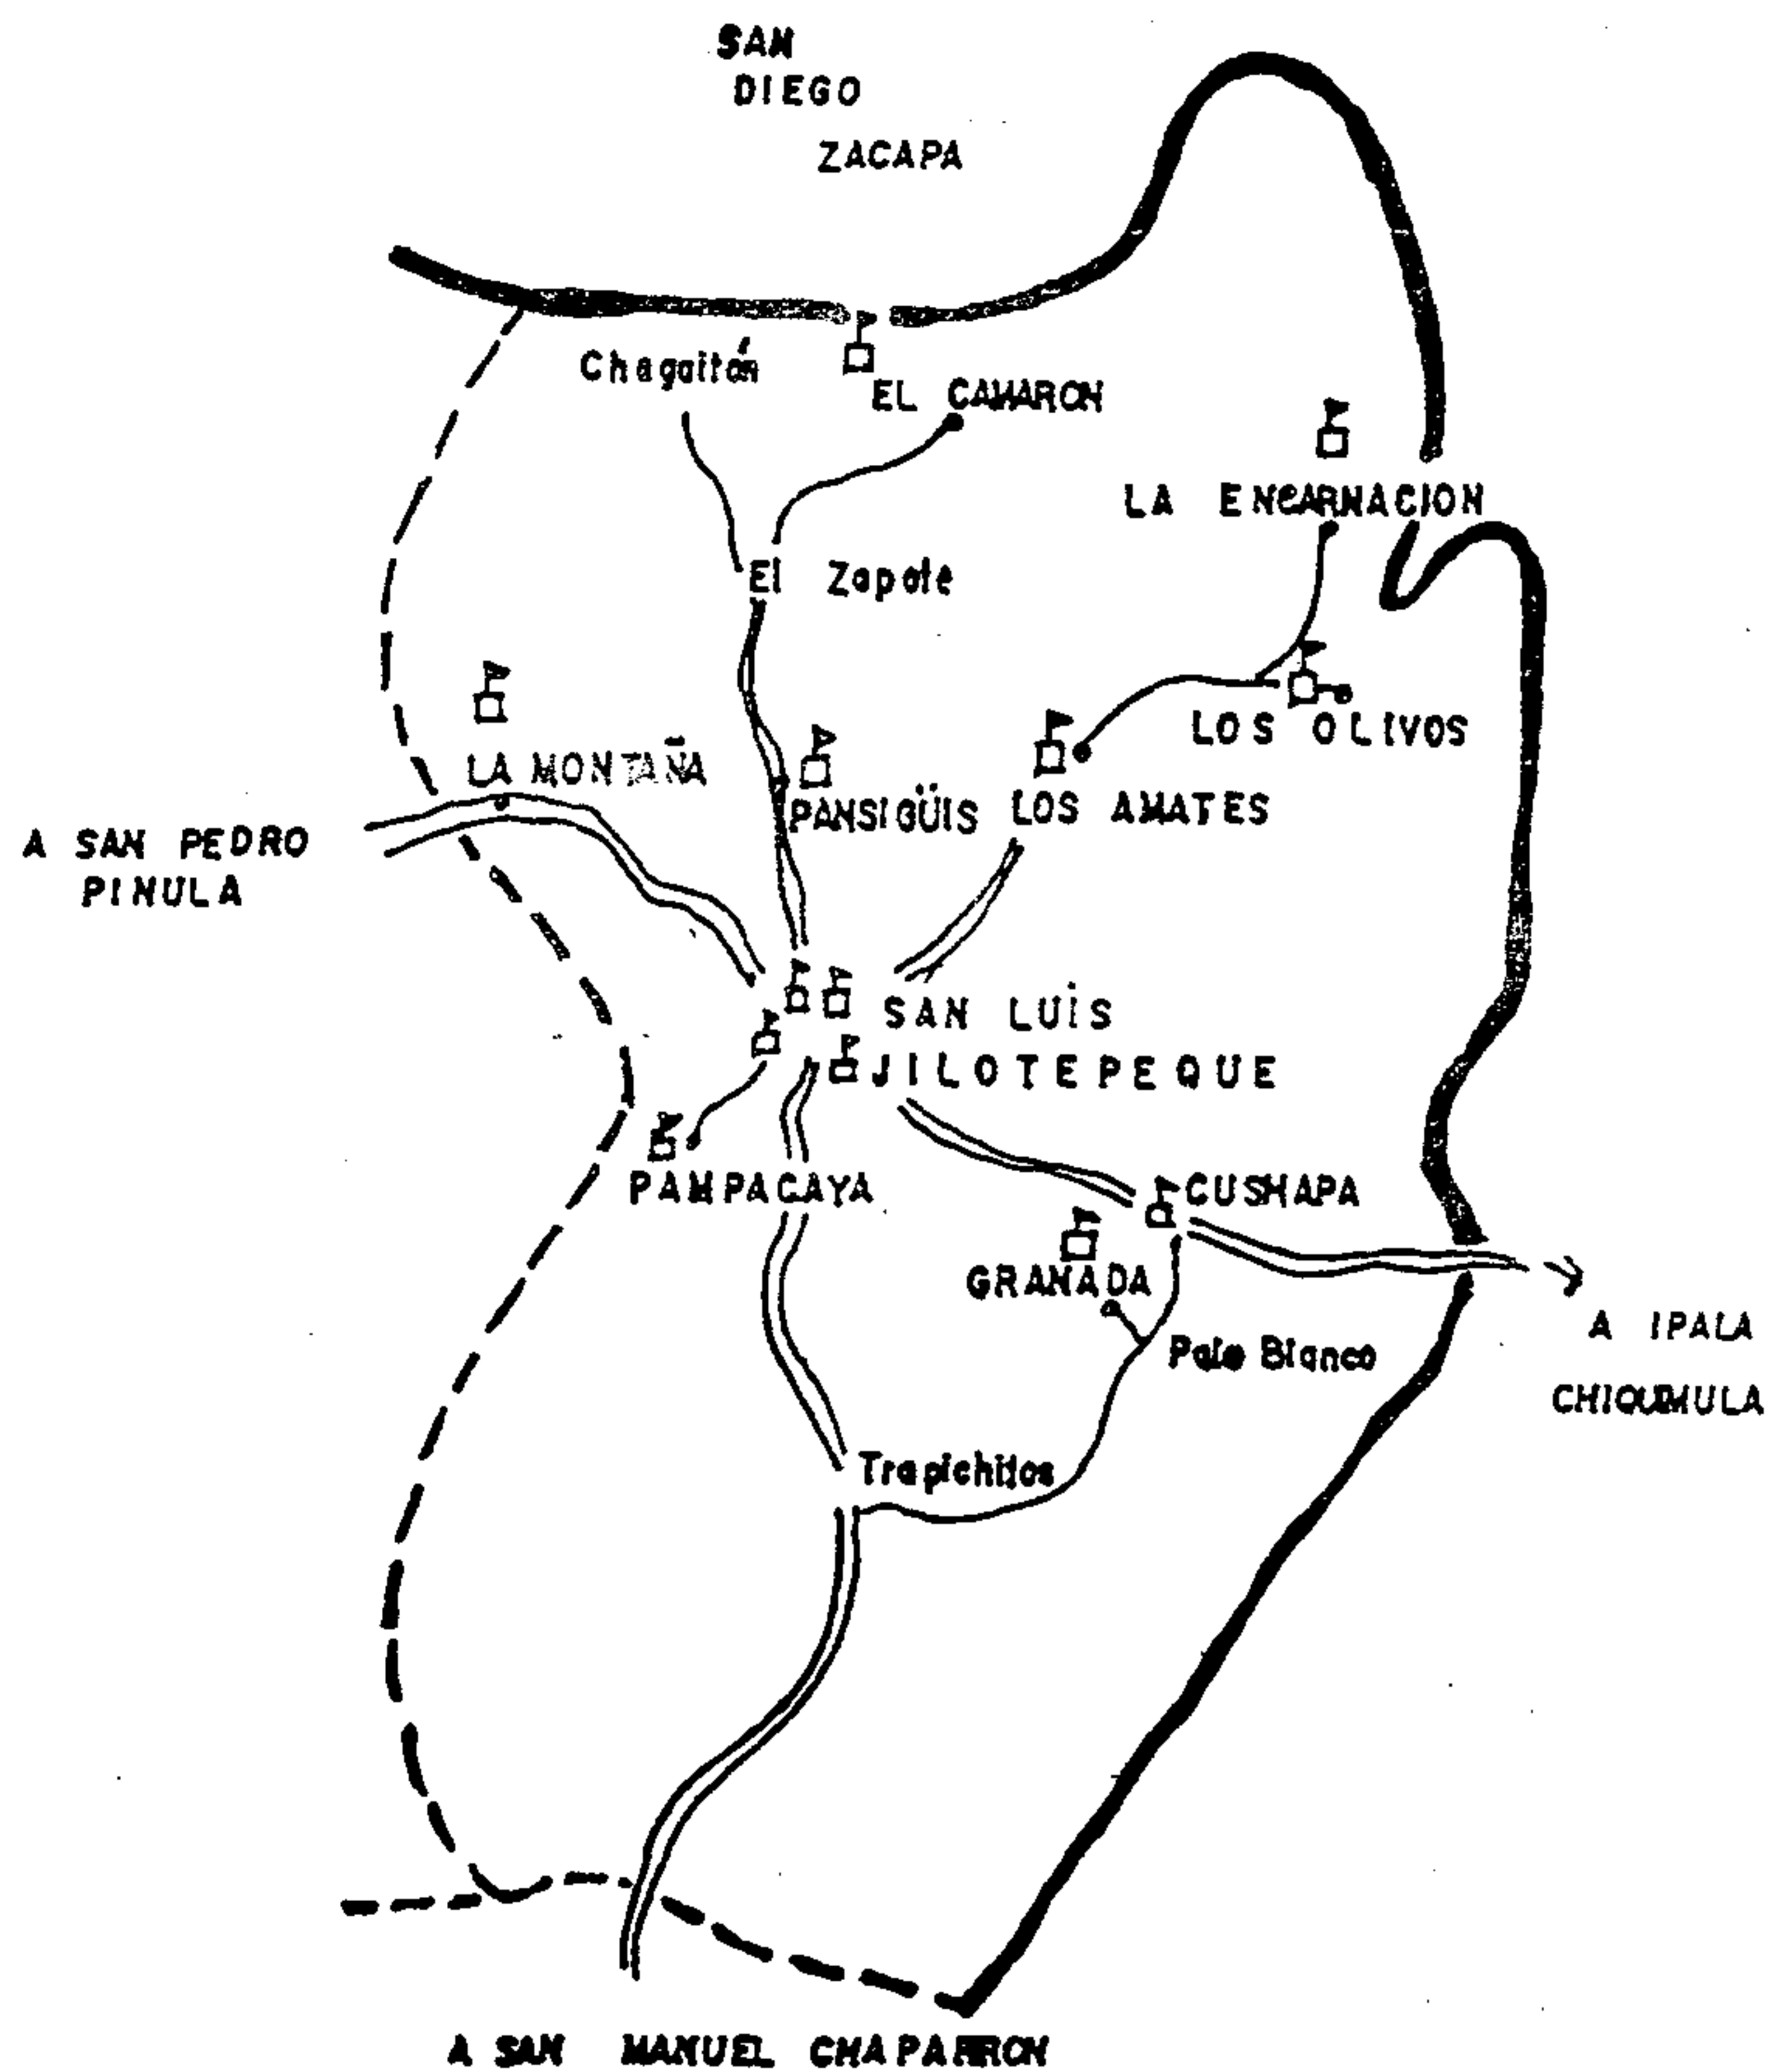 SAN
DIEGO
ZACAPA
Chagüitón
EL CAMARON
LA ENCARNACION
El Zapote
LOS OLIVOS
LA MONTAÑA
PANSIGÜIS
LOS AMATES
A SAN PEDRO
PINULA
SAN LUIS
JILOTEPEQUE
PAMPACAYA
CUSHAPA
GRANADA
A IPALA
Palo Blanco
CHIQUIMULA
Trapichitos
A SAN MANUEL CHAPARRON